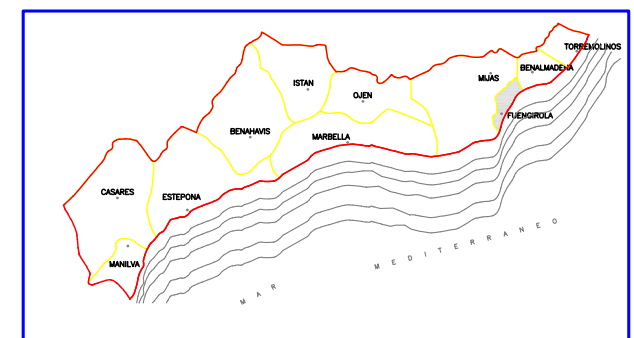 TORREMOLINOS
BENALMADENA
MIJAS
ISTAN
OJEN
FUENGIROLA
BENAHAVIS
MARBELLA
CASARES
ESTEPONA
MANILVA
MAR MEDITERRANEO